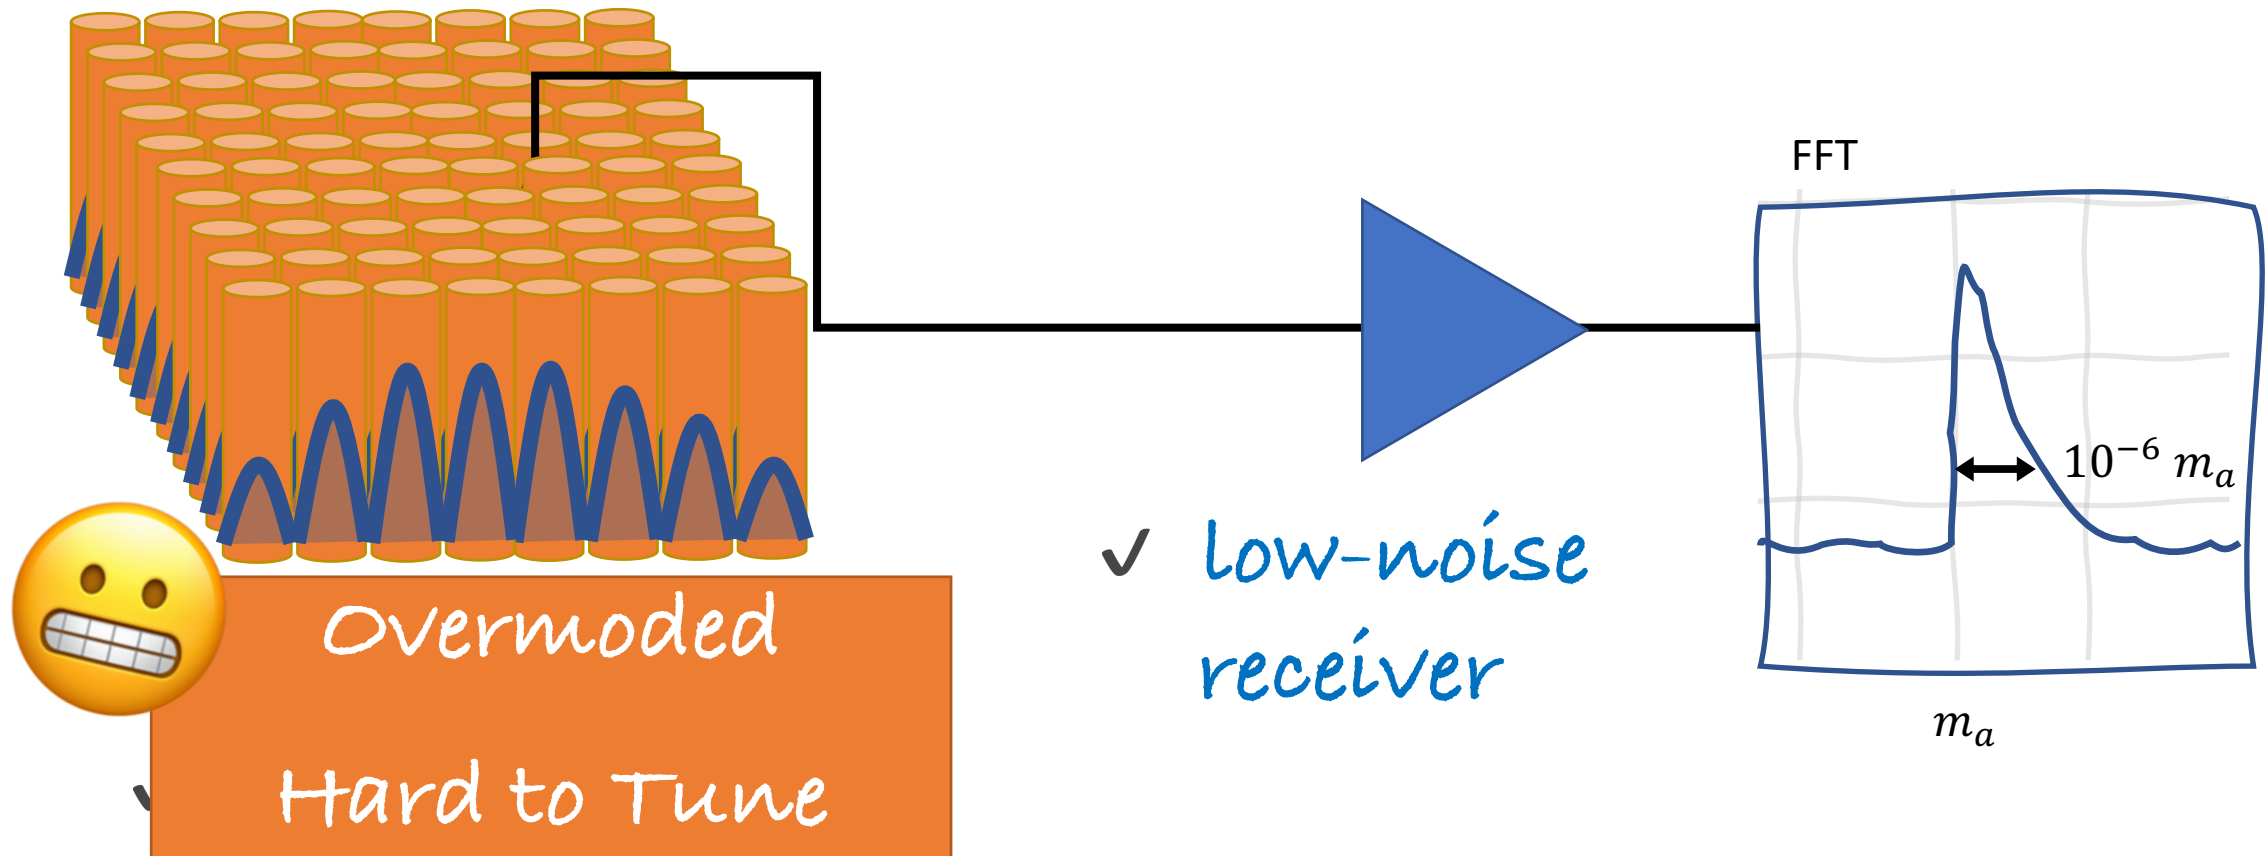 FFT
10⁻⁶ mₐ
mₐ
✓ low-noise
receiver
Overmoded
Hard to Tune